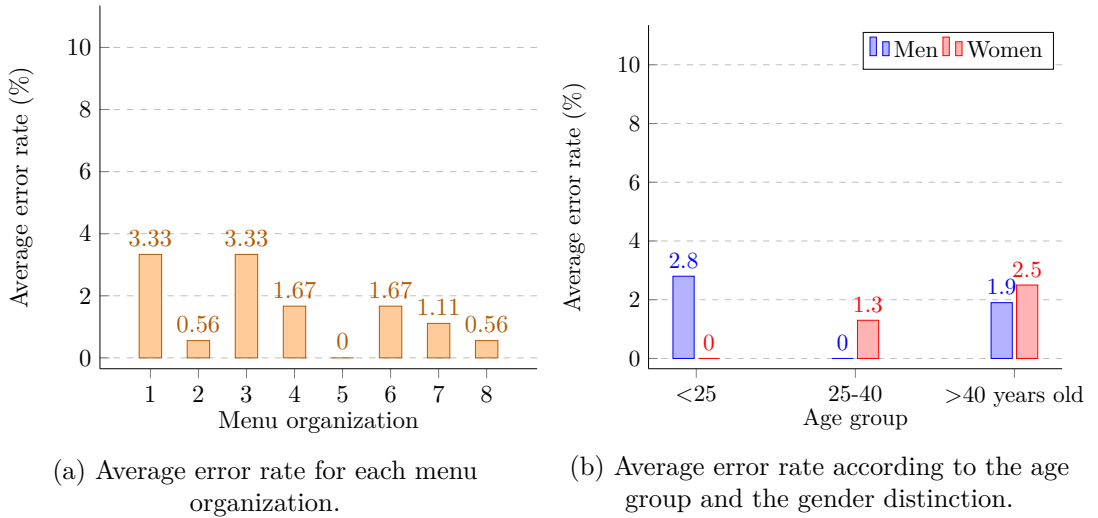 Average error rate (%)
10
8
6
4
2
0
3.33
0.56
3.33
1.67
0
1.67
1.11
0.56
1 2 3 4 5 6 7 8
Menu organization
(a) Average error rate for each menu
organization.
Average error rate (%)
10
8
6
4
2
0
Men Women
2.8
0
0
1.3
1.9
2.5
<25 25-40 >40 years old
Age group
(b) Average error rate according to the age
group and the gender distinction.